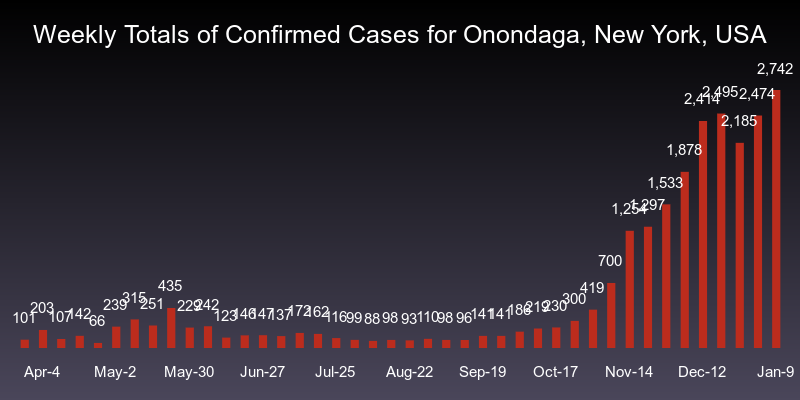 Weekly Totals of Confirmed Cases for Onondaga, New York, USA
101 203 107 142 66 239 315 251 435 229 242 123 146 147 137 172 162 116 99 88 98 93 110 98 96 141 141 186 219 230 300 419 700 1,254 1,297 1,533 1,878 2,414 2,495 2,185 2,474 2,742
Apr-4 May-2 May-30 Jun-27 Jul-25 Aug-22 Sep-19 Oct-17 Nov-14 Dec-12 Jan-9